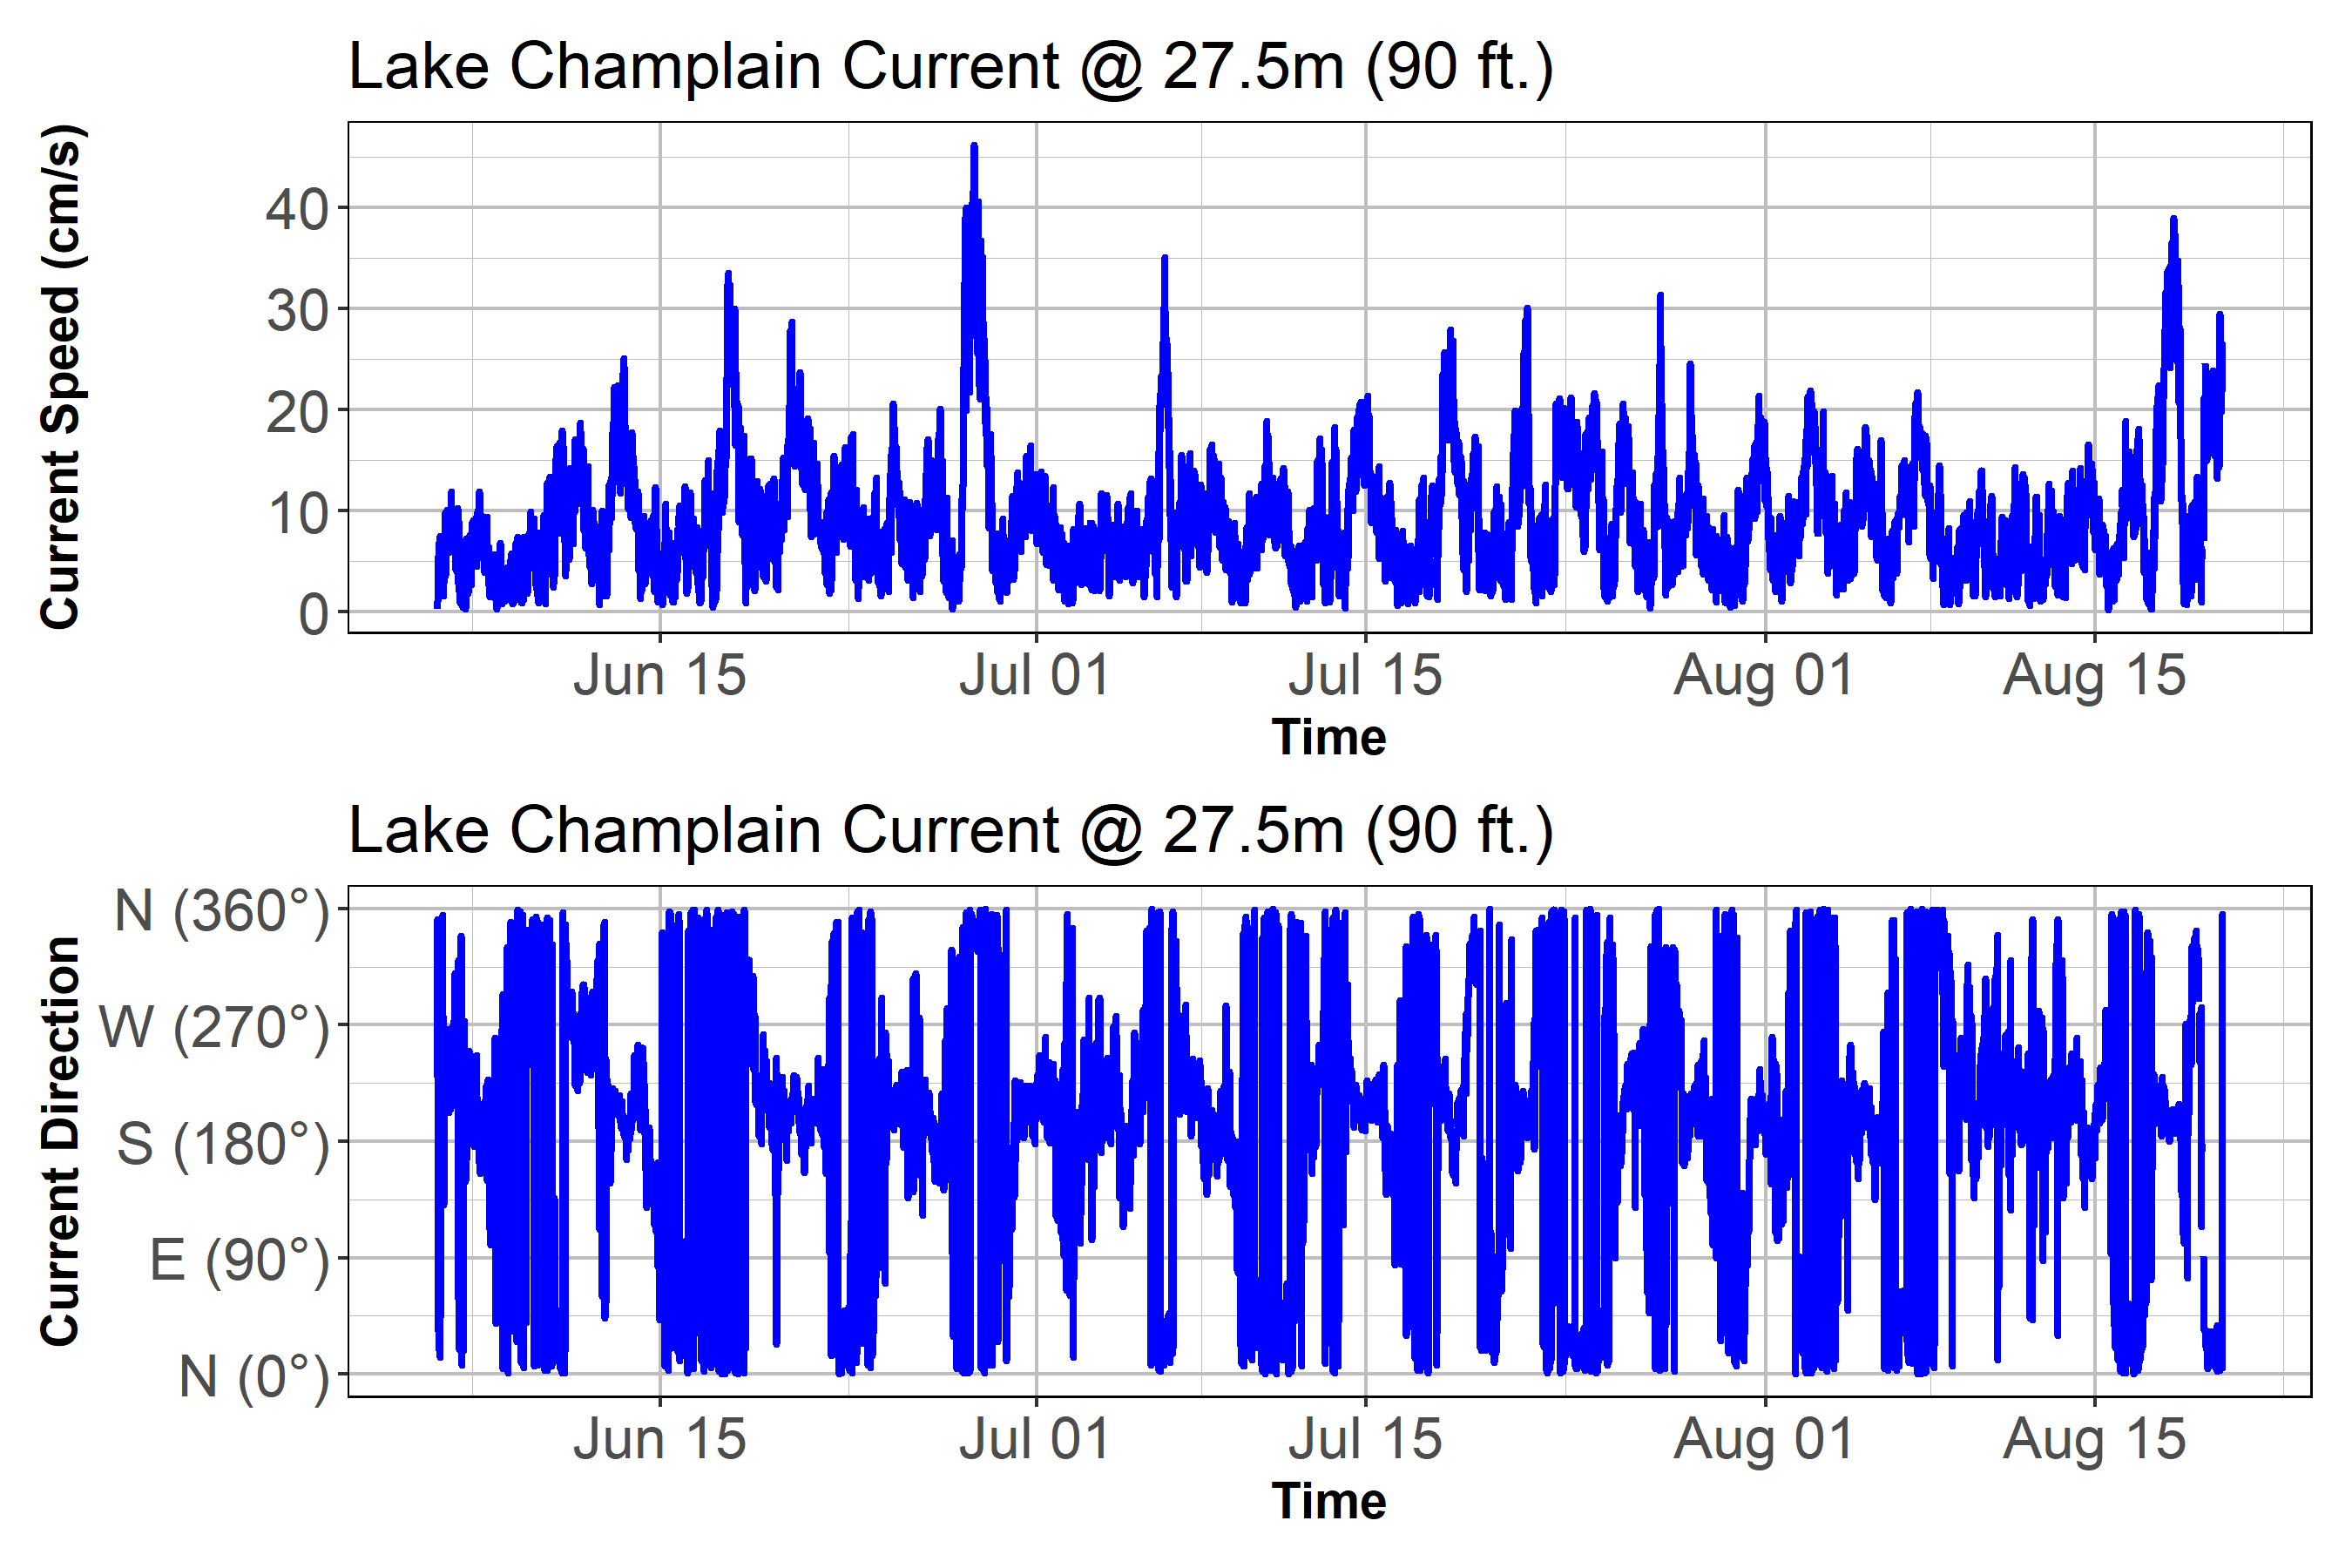 Lake Champlain Current @ 27.5m (90 ft.)
Current Speed (cm/s)
40
30
20
10
0
Jun 15 Jul 01 Jul 15 Aug 01 Aug 15
Time
Lake Champlain Current @ 27.5m (90 ft.)
Current Direction
N (360°)
W (270°)
S (180°)
E (90°)
N (0°)
Jun 15 Jul 01 Jul 15 Aug 01 Aug 15
Time